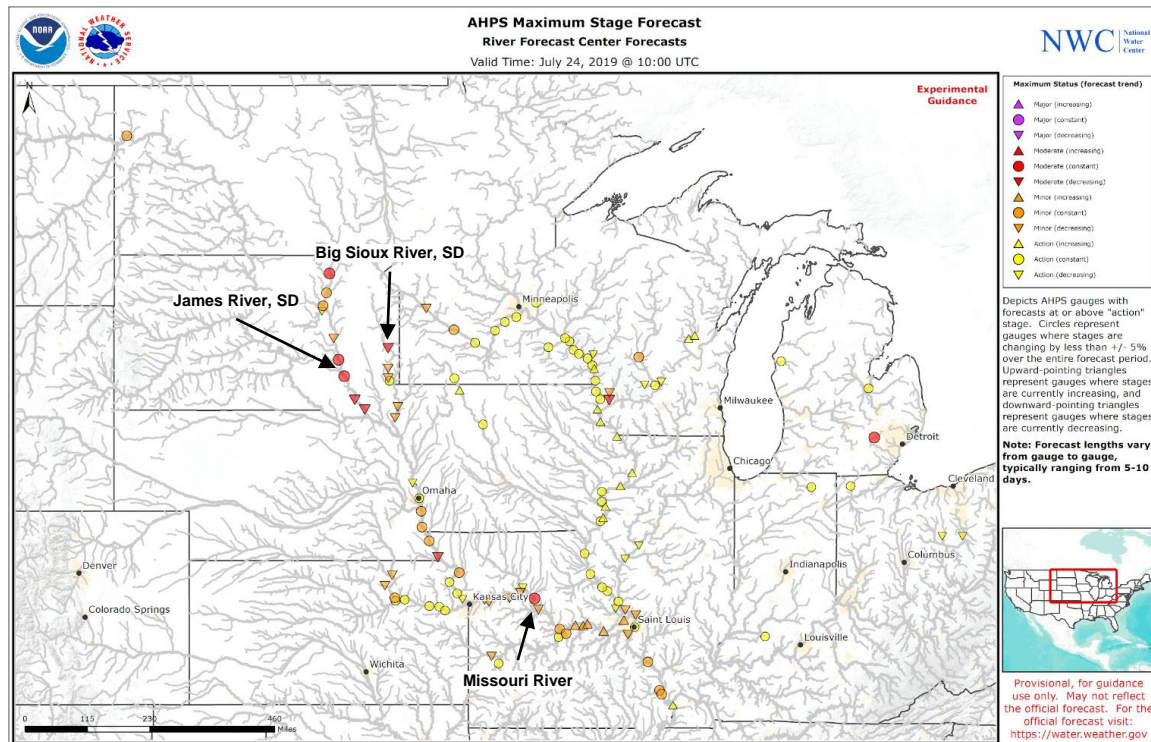 AHPS Maximum Stage Forecast
River Forecast Center Forecasts
Valid Time: July 24, 2019 @ 10:00 UTC
NOAA
NATIONAL WEATHER SERVICE
NWC
National
Water
Center
Experimental
Guidance
N
Big Sioux River, SD
James River, SD
Minneapolis
Milwaukee
Detroit
Chicago
Cleveland
Omaha
Denver
Columbus
Indianapolis
Colorado Springs
Kansas City
Saint Louis
Louisville
Wichita
Missouri River
0 115 230 460
Miles
Maximum Status (forecast trend)
Major (increasing)
Major (constant)
Major (decreasing)
Moderate (increasing)
Moderate (constant)
Moderate (decreasing)
Minor (increasing)
Minor (constant)
Minor (decreasing)
Action (increasing)
Action (constant)
Action (decreasing)
Depicts AHPS gauges with
forecasts at or above "action"
stage. Circles represent
gauges where stages are
changing by less than +/- 5%
over the entire forecast period.
Upward-pointing triangles
represent gauges where stages
are currently increasing, and
downward-pointing triangles
represent gauges where stages
are currently decreasing.
Note: Forecast lengths vary
from gauge to gauge,
typically ranging from 5-10
days.
Provisional, for guidance
use only. May not reflect
the official forecast. For the
official forecast visit:
https://water.weather.gov